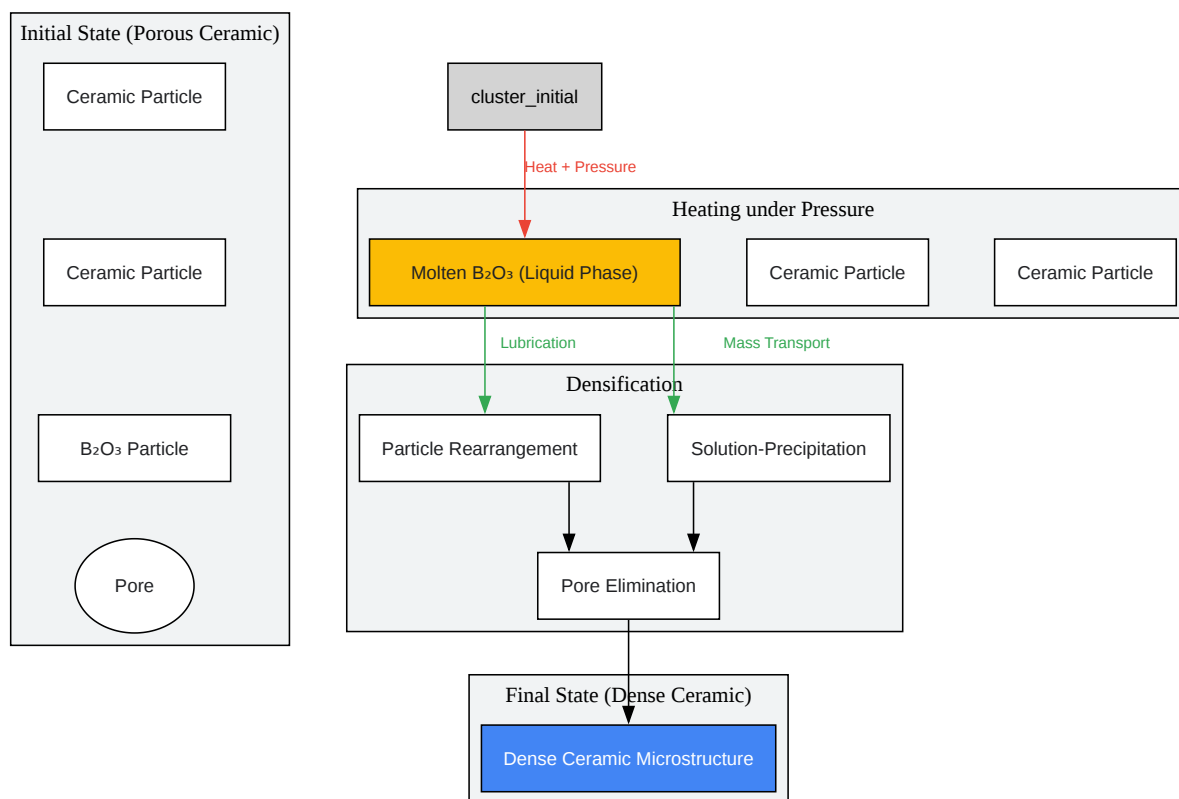 Initial State (Porous Ceramic)
Ceramic Particle
Ceramic Particle
B₂O₃ Particle
Pore
cluster_initial
Heat + Pressure
Heating under Pressure
Molten B₂O₃ (Liquid Phase)
Ceramic Particle
Ceramic Particle
Lubrication
Mass Transport
Densification
Particle Rearrangement
Solution-Precipitation
Pore Elimination
Final State (Dense Ceramic)
Dense Ceramic Microstructure